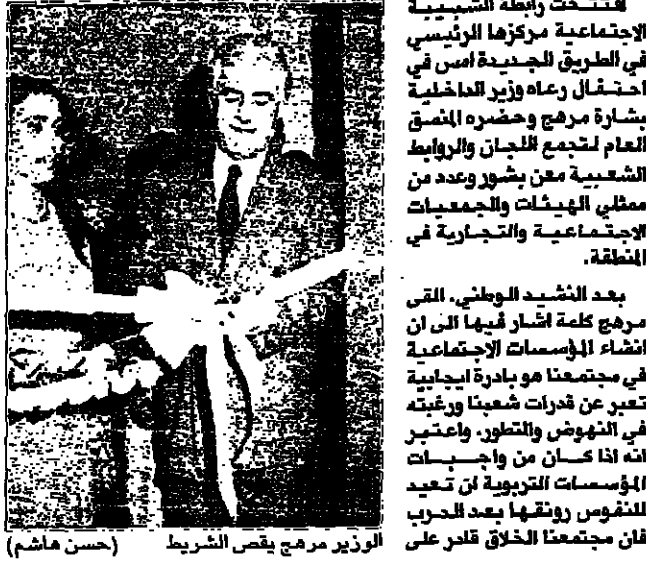 افتتحت رابطة الشبيبة
الاجتماعية مركزها الرئيسي
في الطريق الجديدة امس في
احتفال رعاه وزير الداخلية
بشارة مرهج وحضره المنسق
العام لتجمع اللجان والروابط
الشعبية معن بشور وعدد من
ممثلي الهيئات والجمعيات
الاجتماعية والتجارية في
المنطقة.
بعد النشيد الوطني، القى
مرهج كلمة اشار فيها الى ان
انشاء المؤسسات الاجتماعية
في مجتمعنا هو بادرة ايجابية
تعبر عن قدرات شعبنا ورغبته
في النهوض والتطور. واعتبر
انه اذا كان من واجبات
المؤسسات التربوية ان تعيد
للنفوس رونقها بعد الحرب
فان مجتمعنا الخلاق قادر على
الوزير مرهج يقص الشريط (حسن هاشم)